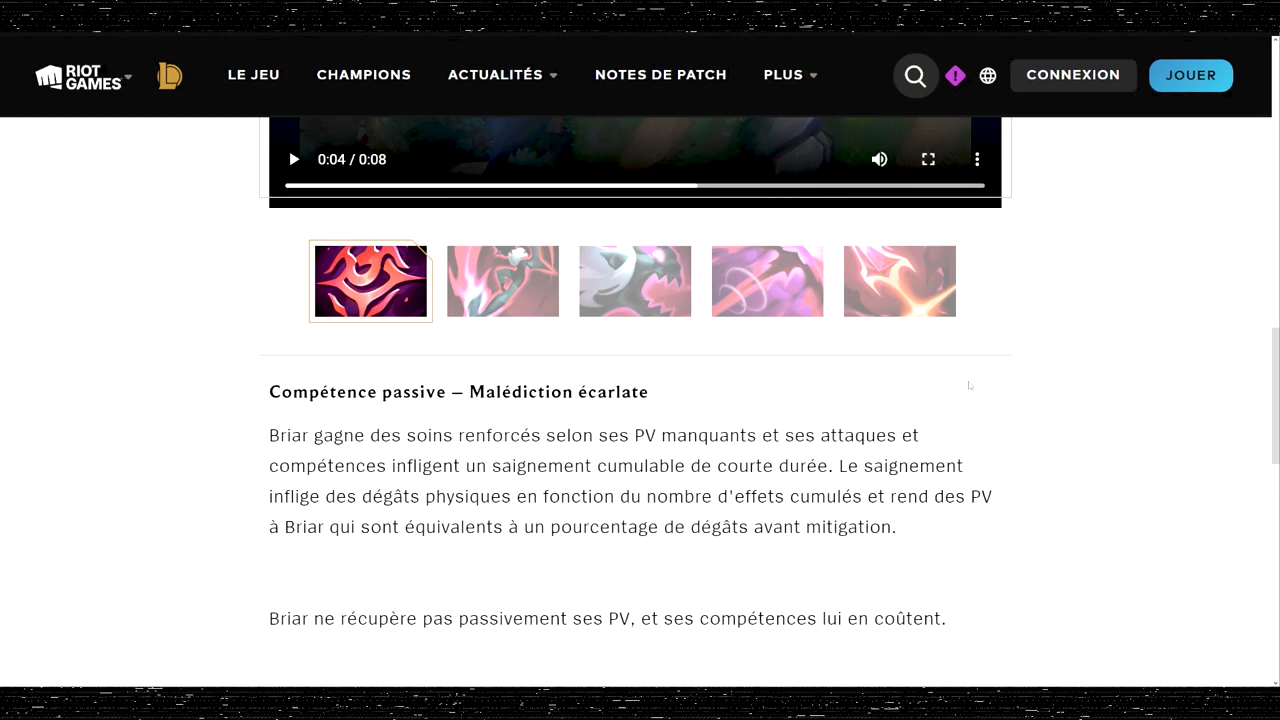 RIOT GAMES
LE JEU CHAMPIONS ACTUALITÉS NOTES DE PATCH PLUS CONNEXION JOUER
0:04 / 0:08
Compétence passive – Malédiction écarlate
Briar gagne des soins renforcés selon ses PV manquants et ses attaques et
compétences infligent un saignement cumulable de courte durée. Le saignement
inflige des dégâts physiques en fonction du nombre d'effets cumulés et rend des PV
à Briar qui sont équivalents à un pourcentage de dégâts avant mitigation.
Briar ne récupère pas passivement ses PV, et ses compétences lui en coûtent.